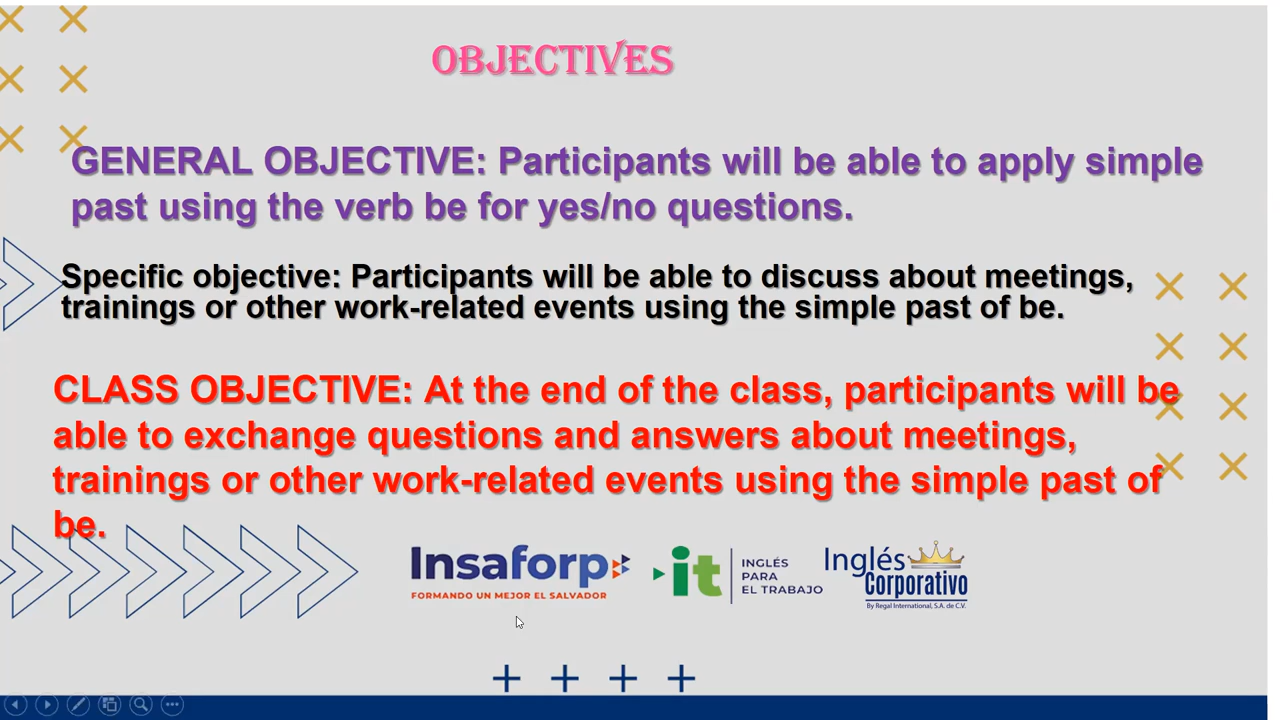 OBJECTIVES
GENERAL OBJECTIVE: Participants will be able to apply simple
past using the verb be for yes/no questions.
Specific objective: Participants will be able to discuss about meetings,
trainings or other work-related events using the simple past of be.
CLASS OBJECTIVE: At the end of the class, participants will be
able to exchange questions and answers about meetings,
trainings or other work-related events using the simple past of
be.
Insaforp
FORMANDO UN MEJOR EL SALVADOR
it
INGLÉS
PARA
EL TRABAJO
Inglés
Corporativo
By Regal International, S.A. de C.V.